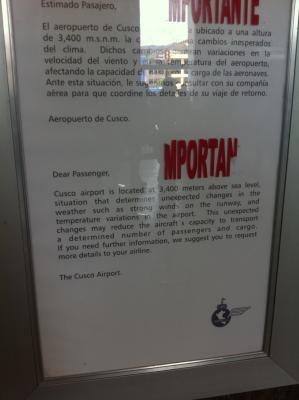 Estimado Pasajero,
MPORTANTE
El aeropuerto de Cusco ubicado a una altura
de 3,400 m.s.n.m. la cambios inesperados
del clima. Dichos variaciones en la
velocidad del viento y temperatura del aeropuerto,
afectando la capacidad de carga de las aeronaves.
Ante esta situación, le consultar con su compañía
aérea para que coordine los detalles de su viaje de retorno.
Aeropuerto de Cusco.
MPORTAN
Dear Passenger,
Cusco airport is located at 3,400 meters above sea level,
situation that determines unexpected changes in the
weather such as strong winds on the runway, and
temperature variations in the airport. This unexpected
changes may reduce the aircraft's capacity to transport
a determined number of passengers and cargo.
If you need further information, we suggest you to request
more details to your airline.
The Cusco Airport.